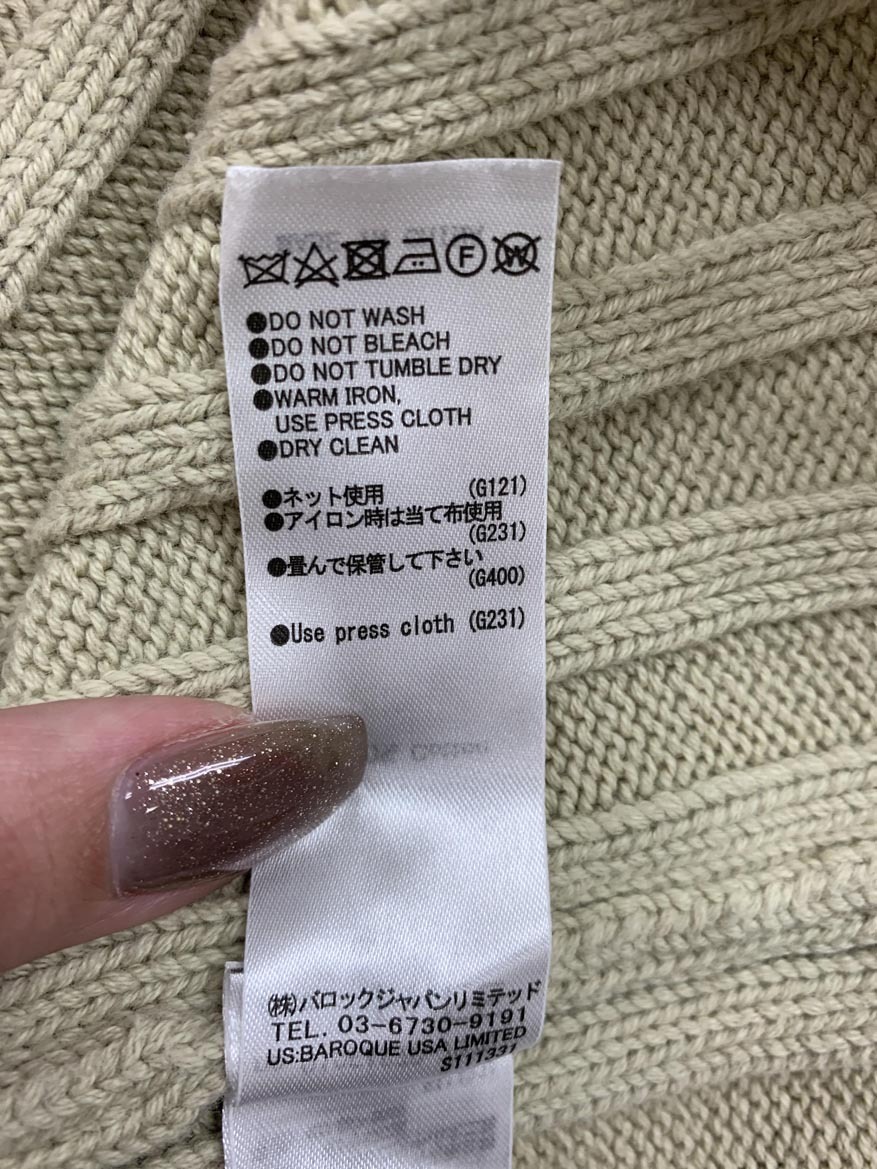 F W
●DO NOT WASH
●DO NOT BLEACH
●DO NOT TUMBLE DRY
●WARM IRON,
USE PRESS CLOTH
●DRY CLEAN
●ネット使用 (G121)
●アイロン時は当て布使用
(G231)
●畳んで保管して下さい
(G400)
●Use press cloth (G231)
㈱バロックジャパンリミテッド
TEL. 03-6730-9191
US:BAROQUE USA LIMITED
S111331